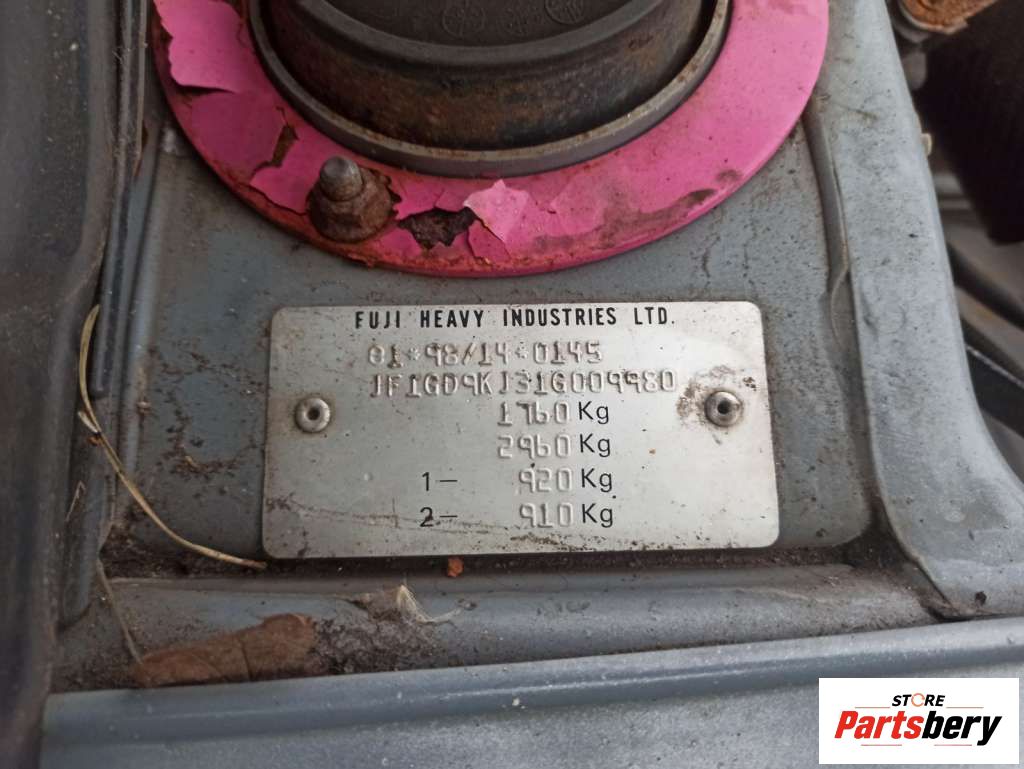 FUJI HEAVY INDUSTRIES LTD.
01*98/14*0145
JF1GD9KJ31G009980
1760 Kg
2960 Kg
1- 920 Kg
2- 910 Kg
STORE
Partsbery